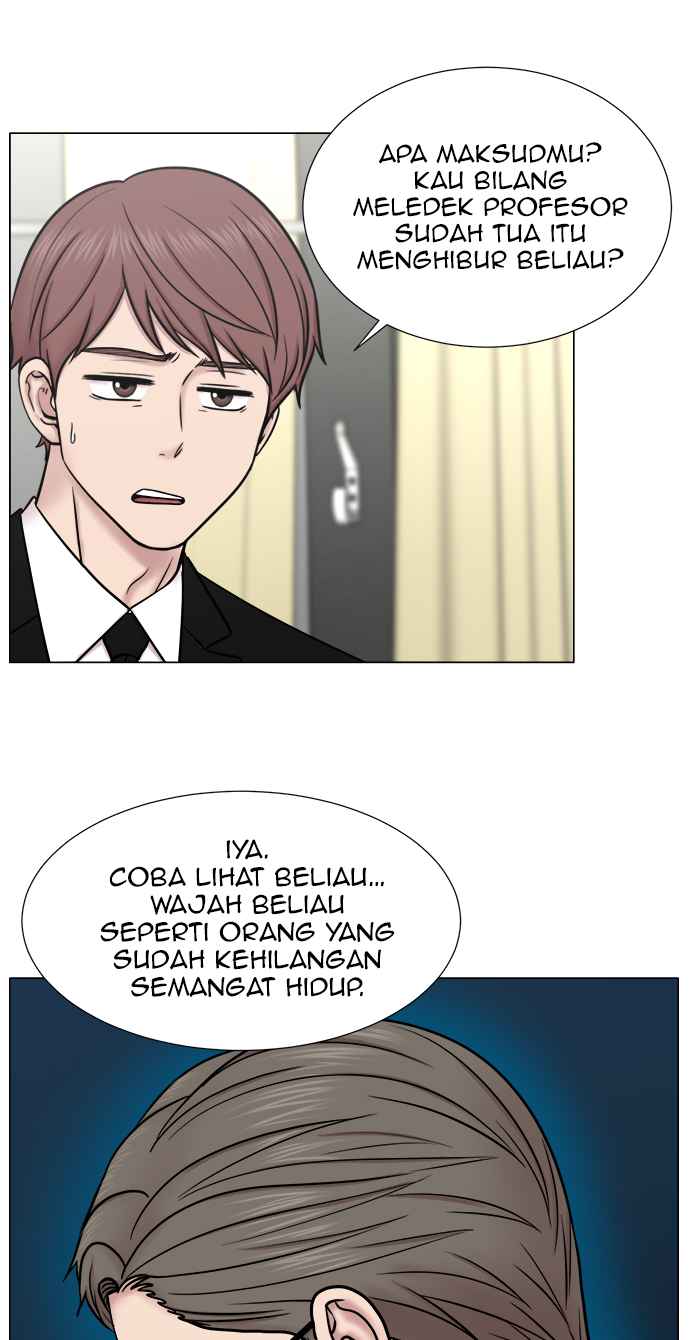 APA MAKSUDMU?
KAU BILANG
MELEDEK PROFESOR
SUDAH TUA ITU
MENGHIBUR BELIAU?
IYA.
COBA LIHAT BELIAU...
WAJAH BELIAU
SEPERTI ORANG YANG
SUDAH KEHILANGAN
SEMANGAT HIDUP.